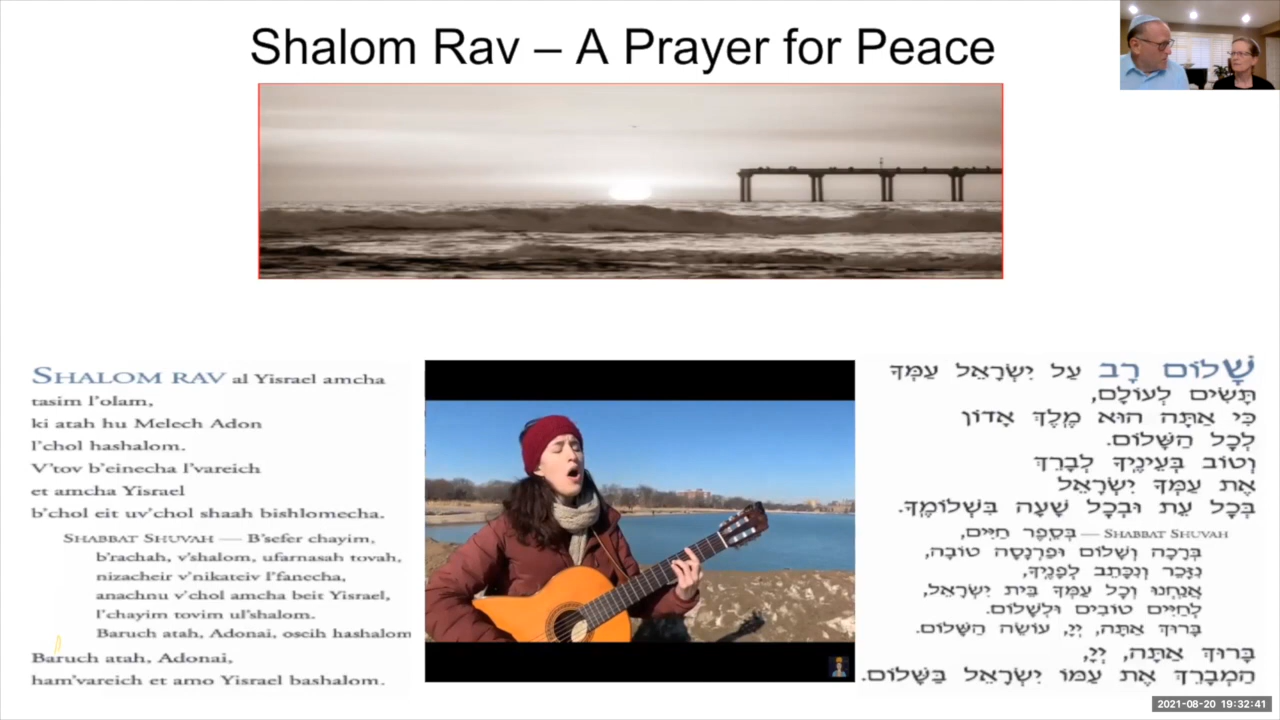 Shalom Rav – A Prayer for Peace
SHALOM RAV al Yisrael amcha
tasim l'olam,
ki atah hu Melech Adon
l'chol hashalom.
V'tov b'einecha l'vareich
et amcha Yisrael
b'chol eit uv'chol shaah bishlomecha.
SHABBAT SHUVAH — B'sefer chayim,
b'rachah, v'shalom, ufarnasah tovah,
nizacheir v'nikateiv l'fanecha,
anachnu v'chol amcha beit Yisrael,
l'chayim tovim ul'shalom.
Baruch atah, Adonai, oseih hashalom
Baruch atah, Adonai,
ham'vareich et amo Yisrael bashalom.
שָׁלוֹם רָב עַל יִשְׂרָאֵל עַמְּךָ
תָּשִׂים לְעוֹלָם,
כִּי אַתָּה הוּא מֶלֶךְ אָדוֹן
לְכָל הַשָּׁלוֹם.
וְטוֹב בְּעֵינֶיךָ לְבָרֵךְ
אֶת עַמְּךָ יִשְׂרָאֵל
בְּכָל עֵת וּבְכָל שָׁעָה בִּשְׁלוֹמֶךָ.
SHABBAT SHUVAH — בְּסֵפֶר חַיִּים,
בְּרָכָה וְשָׁלוֹם וּפַרְנָסָה טוֹבָה,
נִזָּכֵר וְנִכָּתֵב לְפָנֶיךָ,
אֲנַחְנוּ וְכָל עַמְּךָ בֵּית יִשְׂרָאֵל,
לְחַיִּים טוֹבִים וּלְשָׁלוֹם.
בָּרוּךְ אַתָּה, יְיָ, עוֹשֵׂה הַשָּׁלוֹם.
בָּרוּךְ אַתָּה, יְיָ,
הַמְבָרֵךְ אֶת עַמּוֹ יִשְׂרָאֵל בַּשָּׁלוֹם.
2021-08-20 19:32:41